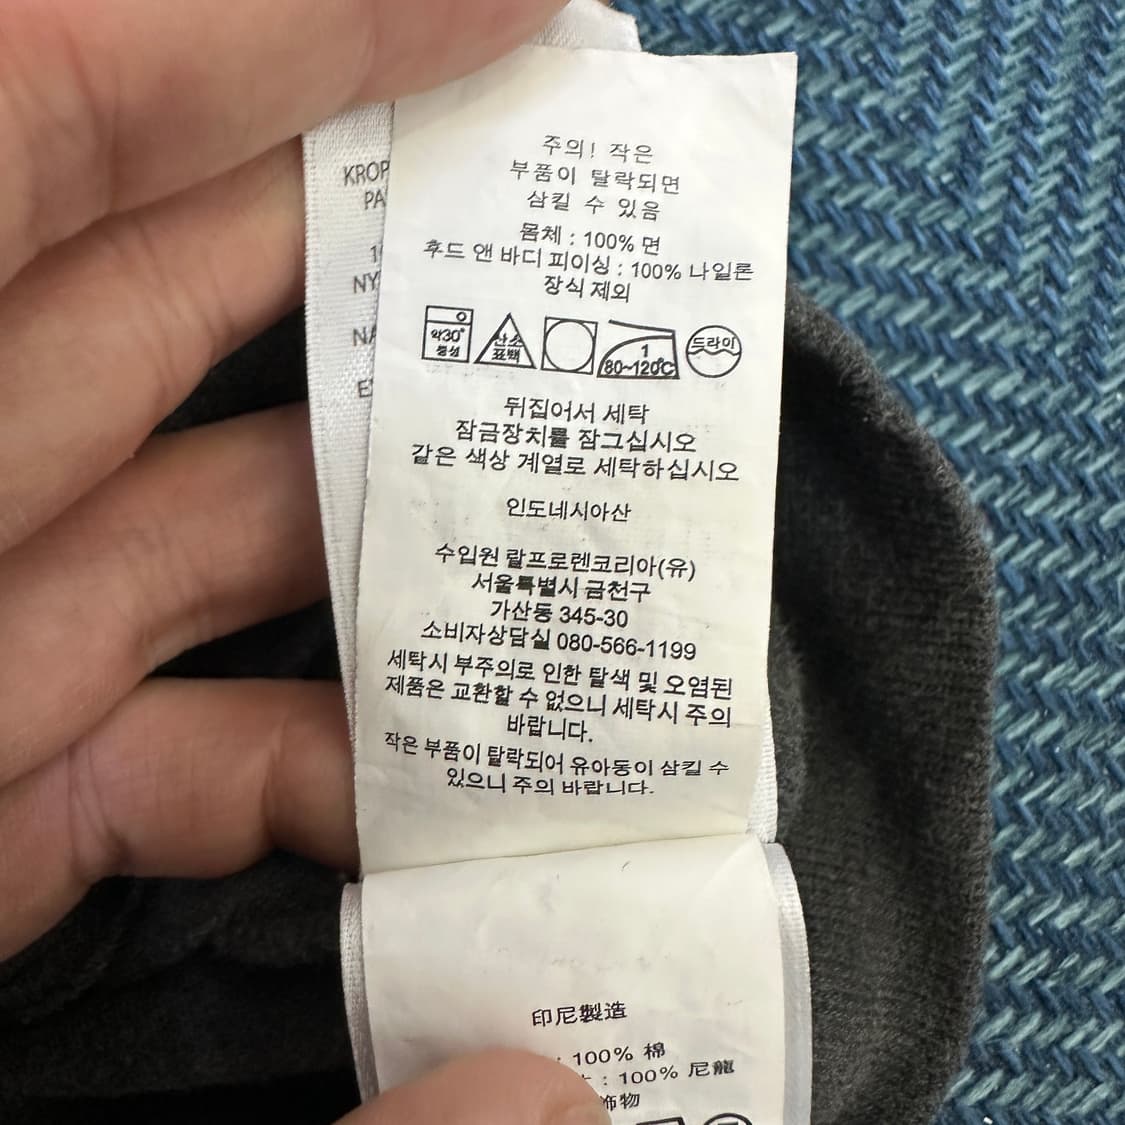 KROP
PA
NY
NA
주의! 작은
부품이 탈락되면
삼킬 수 있음
몸체 : 100% 면
후드 앤 바디 피이싱 : 100% 나일론
장식 제외
약30° 중성
산소 표백
1 80~120℃
드라이
뒤집어서 세탁
잠금장치를 잠그십시오
같은 색상 계열로 세탁하십시오
인도네시아산
수입원 랄프로렌코리아(유)
서울특별시 금천구
가산동 345-30
소비자상담실 080-566-1199
세탁시 부주의로 인한 탈색 및 오염된
제품은 교환할 수 없으니 세탁시 주의
바랍니다.
작은 부품이 탈락되어 유아동이 삼킬 수
있으니 주의 바랍니다.
印尼製造
: 100% 棉
: 100% 尼龍
飾物